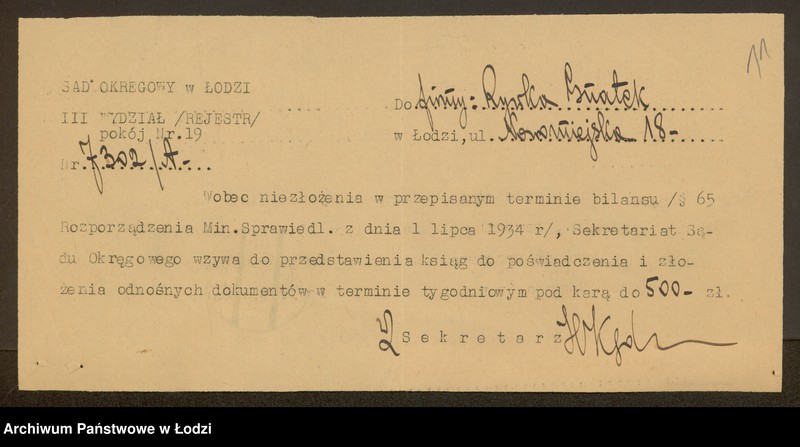 11
SĄD OKRĘGOWY w ŁODZI
III WYDZIAŁ /REJESTR/
pokój Nr.19
Nr. 7302/A-
Do firmy: Rywka
w Łodzi, ul. Nowomiejska 18-
Wobec niezłożenia w przepisanym terminie bilansu /§ 65
Rozporządzenia Min.Sprawiedl. z dnia 1 lipca 1934 r/, Sekretariat Są-
du Okręgowego wzywa do przedstawienia ksiąg do poświadczenia i zło-
żenia odnośnych dokumentów w terminie tygodniowym pod karą do 500- zł.
Sekretarz
Archiwum Państwowe w Łodzi